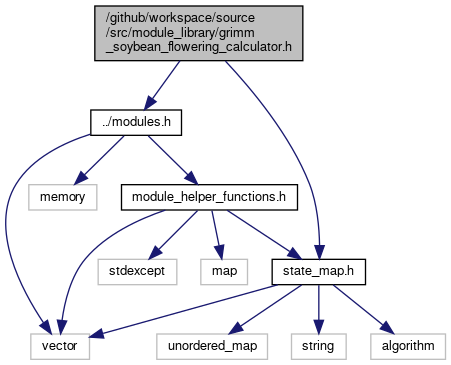 /github/workspace/source
/src/module_library/grimm
_soybean_flowering_calculator.h
../modules.h
memory
module_helper_functions.h
stdexcept
map
state_map.h
vector
unordered_map
string
algorithm